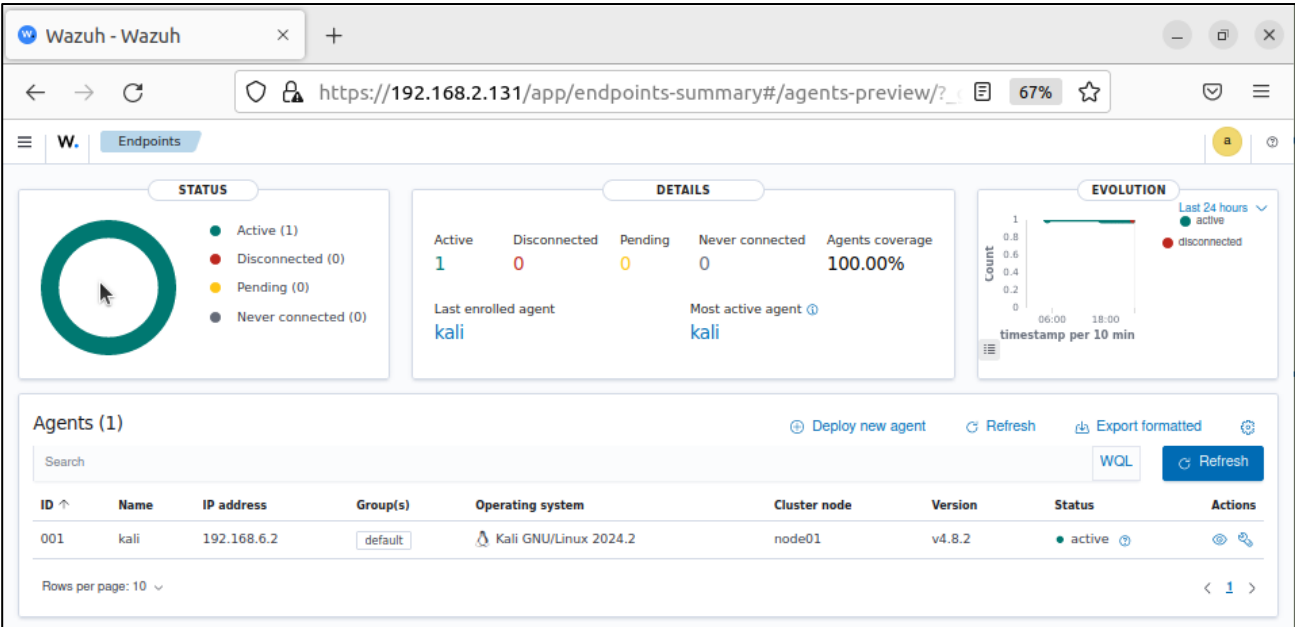 Wazuh - Wazuh
https://192.168.2.131/app/endpoints-summary#/agents-preview/?_
67%
W. Endpoints
a
STATUS
Active (1)
Disconnected (0)
Pending (0)
Never connected (0)
DETAILS
Active Disconnected Pending Never connected Agents coverage
1 0 0 0 100.00%
Last enrolled agent Most active agent
kali kali
EVOLUTION
Last 24 hours
active
disconnected
Count
1
0.8
0.6
0.4
0.2
0
06:00 18:00
timestamp per 10 min
Agents (1)
Deploy new agent Refresh Export formatted
Search WQL Refresh
ID Name IP address Group(s) Operating system Cluster node Version Status Actions
001 kali 192.168.6.2 default Kali GNU/Linux 2024.2 node01 v4.8.2 active
Rows per page: 10 1